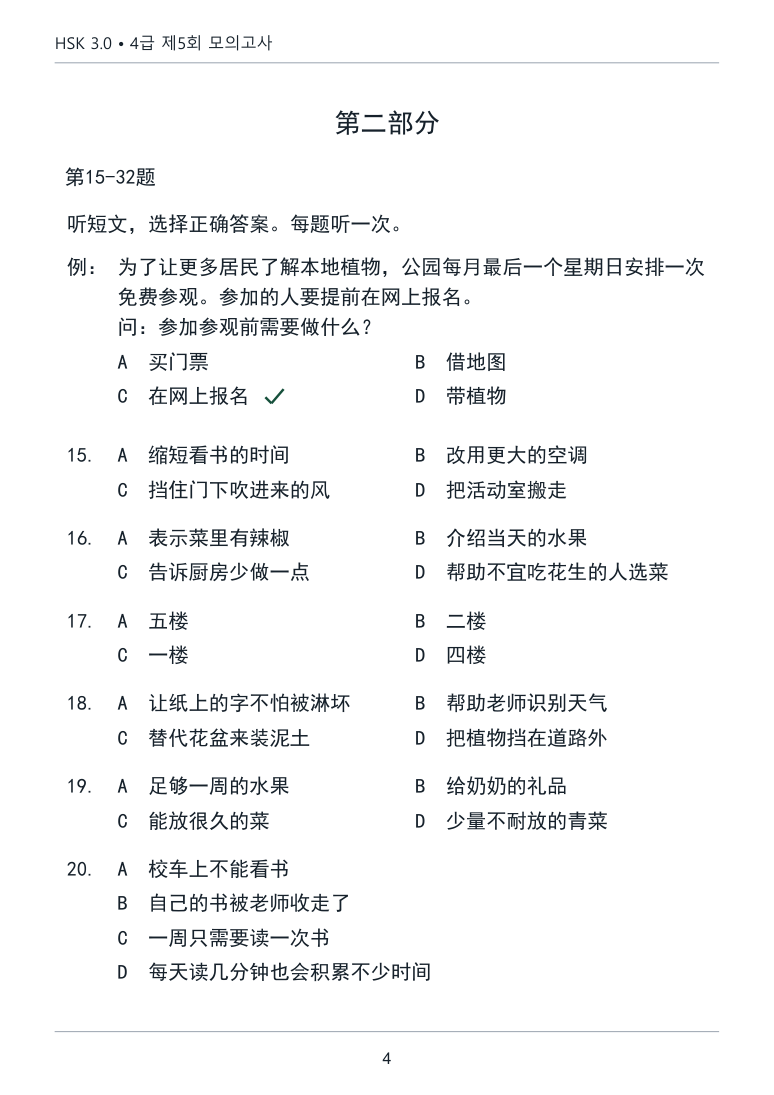 HSK 3.0 • 4급 제5회 모의고사
第二部分
第15-32题
听短文，选择正确答案。每题听一次。
例： 为了让更多居民了解本地植物，公园每月最后一个星期日安排一次
免费参观。参加的人要提前在网上报名。
问：参加参观前需要做什么？
A 买门票 B 借地图
C 在网上报名 ✓ D 带植物
15. A 缩短看书的时间 B 改用更大的空调
C 挡住门下吹进来的风 D 把活动室搬走
16. A 表示菜里有辣椒 B 介绍当天的水果
C 告诉厨房少做一点 D 帮助不宜吃花生的人选菜
17. A 五楼 B 二楼
C 一楼 D 四楼
18. A 让纸上的字不怕被淋坏 B 帮助老师识别天气
C 替代花盆来装泥土 D 把植物挡在道路外
19. A 足够一周的水果 B 给奶奶的礼品
C 能放很久的菜 D 少量不耐放的青菜
20. A 校车上不能看书
B 自己的书被老师收走了
C 一周只需要读一次书
D 每天读几分钟也会积累不少时间
4